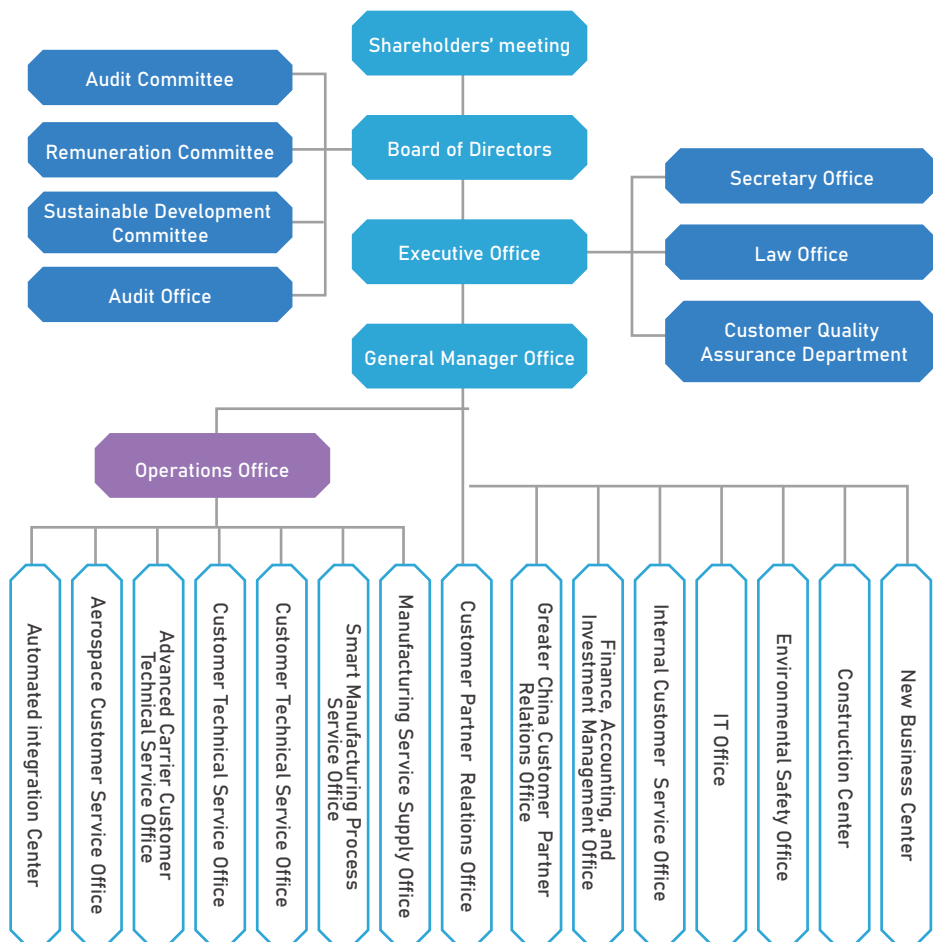 Shareholders' meeting
Audit Committee
Board of Directors
Remuneration Committee
Secretary Office
Sustainable Development
Committee
Executive Office
Law Office
Audit Office
Customer Quality
Assurance Department
General Manager Office
Operations Office
Automated integration Center
Aerospace Customer Service Office
Advanced Carrier Customer
Technical Service Office
Customer Technical Service Office
Customer Technical Service Office
Smart Manufacturing Process
Service Office
Manufacturing Service Supply Office
Customer Partner Relations Office
Greater China Customer Partner
Relations Office
Finance, Accounting, and
Investment Management Office
Internal Customer Service Office
IT Office
Environmental Safety Office
Construction Center
New Business Center